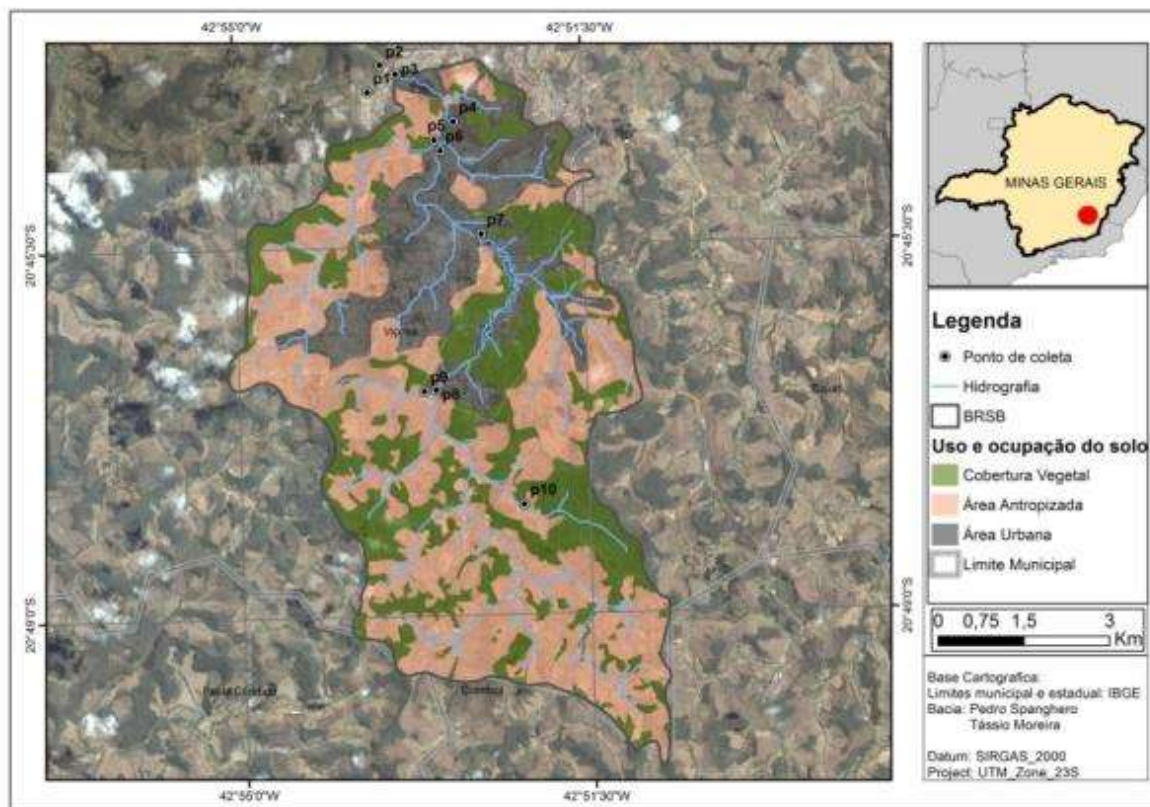 42°55'0"W
42°51'30"W
p2
p3
p1
p4
p5
p6
20°45'30"S
20°45'30"S
p7
p9
p8
p10
20°49'0"S
20°49'0"S
42°55'0"W
42°51'30"W
MINAS GERAIS
Legenda
Ponto de coleta
Hidrografia
BRSB
Uso e ocupação do solo
Cobertura Vegetal
Área Antropizada
Área Urbana
Limite Municipal
0 0,75 1,5 3
Km
Base Cartografica:
Limites municipal e estadual: IBGE
Bacia: Pedro Spanghero
Tássio Moreira
Datum: SIRGAS_2000
Project: UTM_Zone_23S